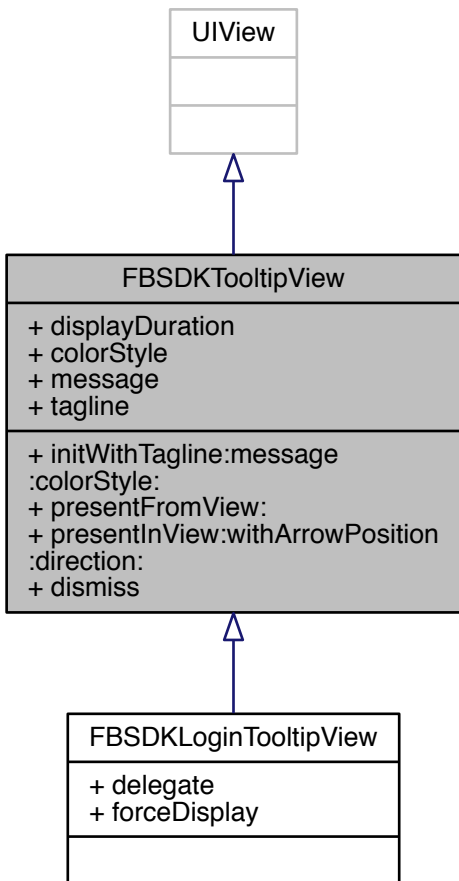 UIView
FBSDKTooltipView
+ displayDuration
+ colorStyle
+ message
+ tagline
+ initWithTagline:message
:colorStyle:
+ presentFromView:
+ presentInView:withArrowPosition
:direction:
+ dismiss
FBSDKLoginTooltipView
+ delegate
+ forceDisplay